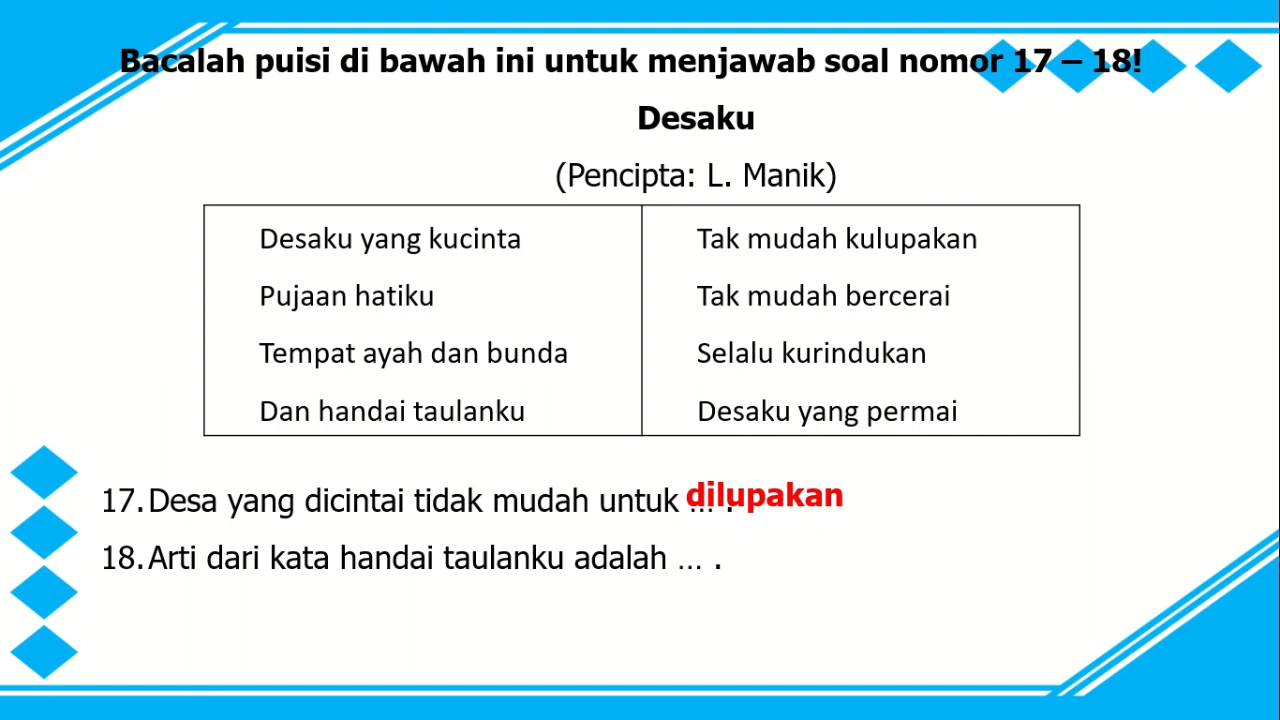 Bacalah puisi di bawah ini untuk menjawab soal nomor 17 – 18!
Desaku
(Pencipta: L. Manik)
Desaku yang kucinta
Pujaan hatiku
Tempat ayah dan bunda
Dan handai taulanku
Tak mudah kulupakan
Tak mudah bercerai
Selalu kurindukan
Desaku yang permai
17. Desa yang dicintai tidak mudah untuk ... . dilupakan
18. Arti dari kata handai taulanku adalah ... .